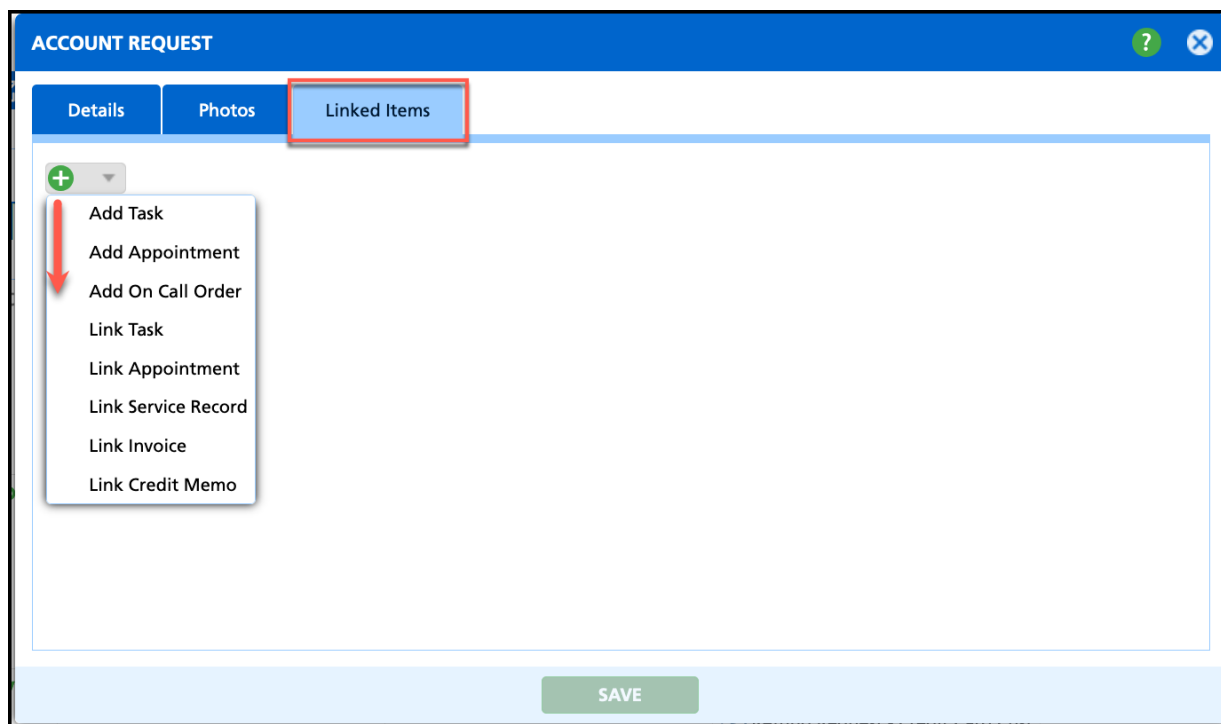 ACCOUNT REQUEST
?
Details
Photos
Linked Items
Add Task
Add Appointment
Add On Call Order
Link Task
Link Appointment
Link Service Record
Link Invoice
Link Credit Memo
SAVE